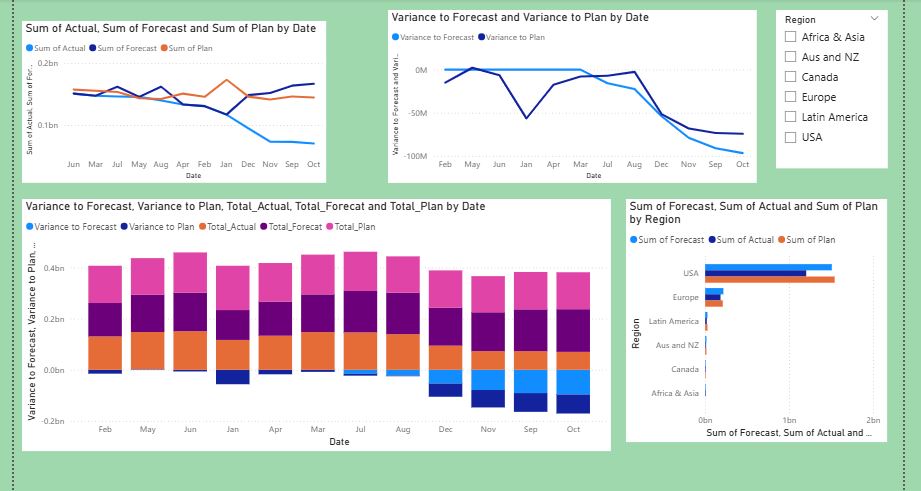 Sum of Actual, Sum of Forecast and Sum of Plan by Date
Sum of Actual Sum of Forecast Sum of Plan
Sum of Actual, Sum of For...
0.2bn
0.1bn
Jun Mar Jul May Aug Apr Feb Jan Dec Nov Sep Oct
Date
Variance to Forecast and Variance to Plan by Date
Variance to Forecast Variance to Plan
Variance to Forecast and Vari...
0M
-50M
-100M
Feb May Jun Jan Apr Mar Jul Aug Dec Nov Sep Oct
Date
Region
Africa & Asia
Aus and NZ
Canada
Europe
Latin America
USA
Variance to Forecast, Variance to Plan, Total_Actual, Total_Forecat and Total_Plan by Date
Variance to Forecast Variance to Plan Total_Actual Total_Forecat Total_Plan
Variance to Forecast, Variance to Plan, ...
0.4bn
0.2bn
0.0bn
-0.2bn
Feb May Jun Jan Apr Mar Jul Aug Dec Nov Sep Oct
Date
Sum of Forecast, Sum of Actual and Sum of Plan
by Region
Sum of Forecast Sum of Actual Sum of Plan
Region
USA
Europe
Latin America
Aus and NZ
Canada
Africa & Asia
0bn 1bn 2bn
Sum of Forecast, Sum of Actual and ...